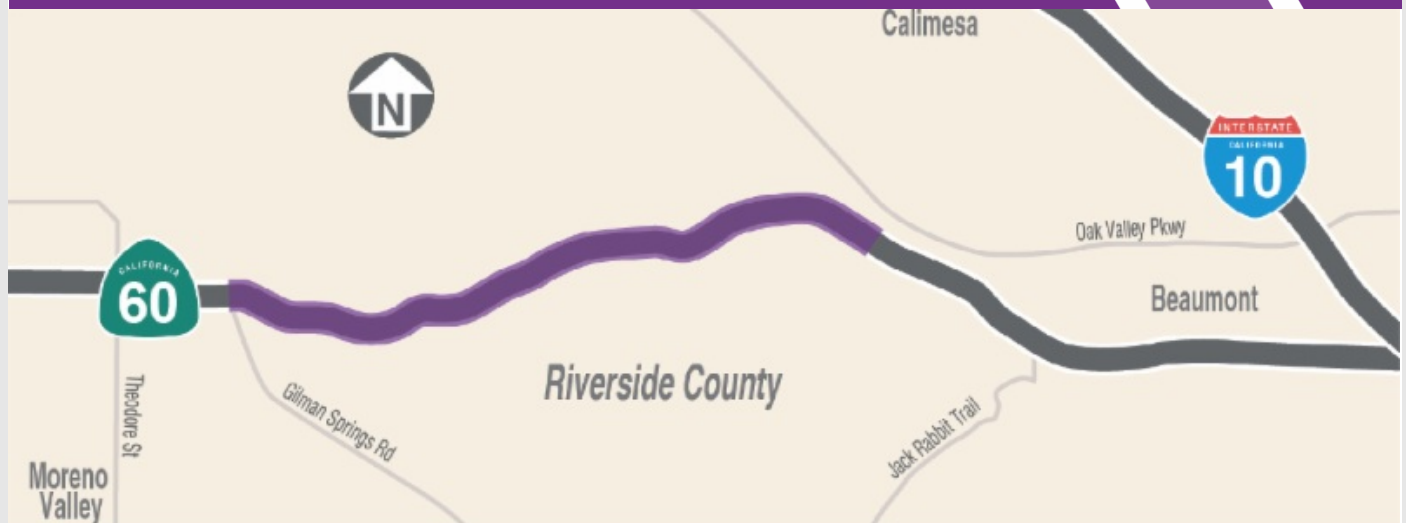 Calimesa
N
INTERSTATE
CALIFORNIA
10
Oak Valley Pkwy
CALIFORNIA
60
Beaumont
Riverside County
Theodore St
Gilman Springs Rd
Jack Rabbit Trail
Moreno
Valley